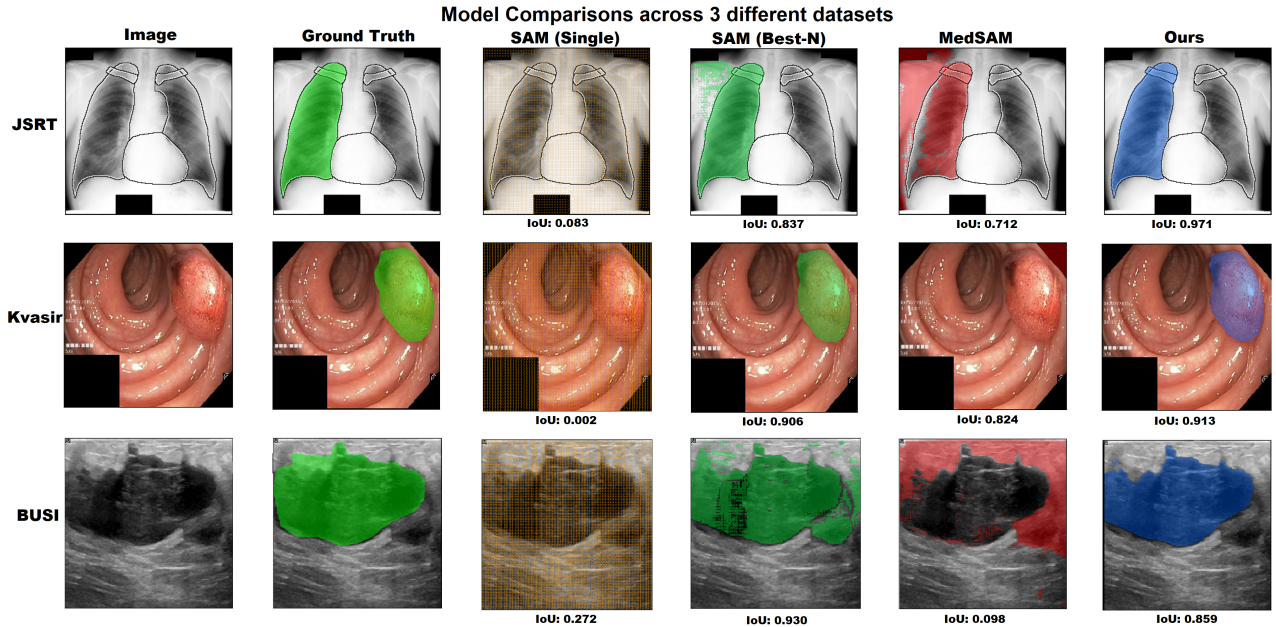 Model Comparisons across 3 different datasets
Image Ground Truth SAM (Single) SAM (Best-N) MedSAM Ours
JSRT
IoU: 0.083 IoU: 0.837 IoU: 0.712 IoU: 0.971
Kvasir
IoU: 0.002 IoU: 0.906 IoU: 0.824 IoU: 0.913
BUSI
IoU: 0.272 IoU: 0.930 IoU: 0.098 IoU: 0.859